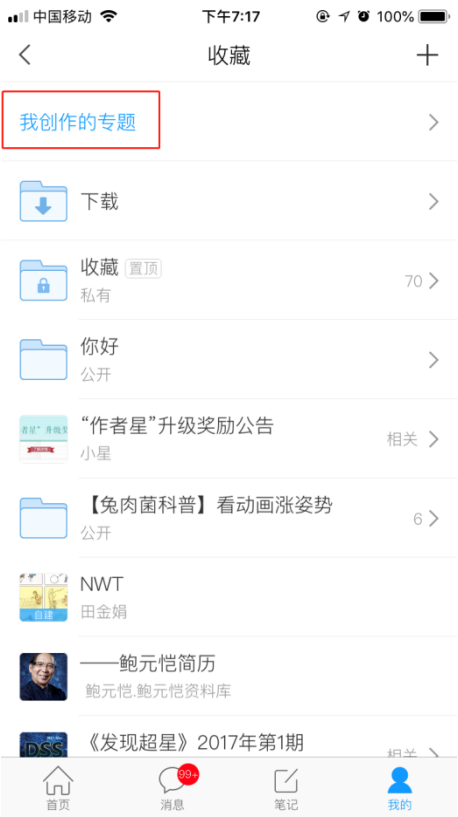 中国移动 下午7:17 100%
收藏
我创作的专题
下载
收藏 置顶
私有 70
你好
公开
“作者星”升级奖励公告
小星 相关
【兔肉菌科普】看动画涨姿势
公开 6
NWT
自建
田金娟
——鲍元恺简历
鲍元恺.鲍元恺资料库
《发现超星》2017年第1期
DSS
相关
99+
首页 消息 笔记 我的